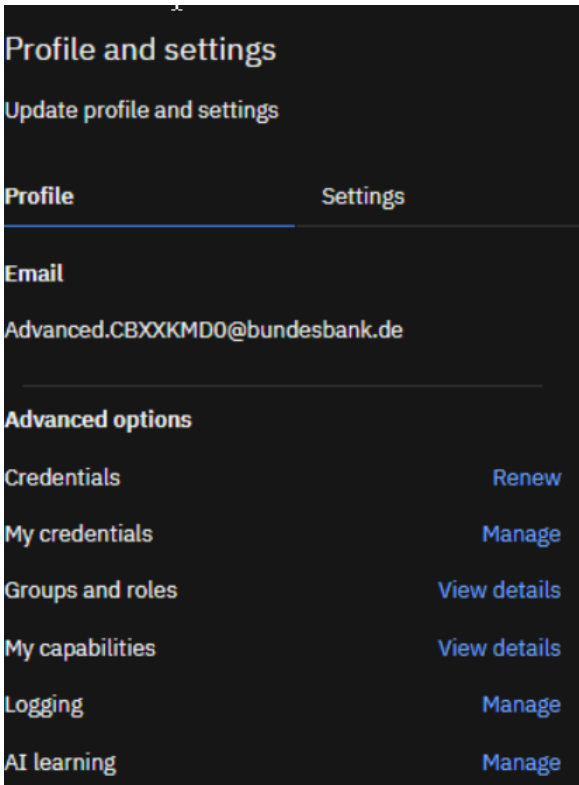 Profile and settings
Update profile and settings
Profile Settings
Email
Advanced.CBXXKMD0@bundesbank.de
Advanced options
Credentials Renew
My credentials Manage
Groups and roles View details
My capabilities View details
Logging Manage
AI learning Manage